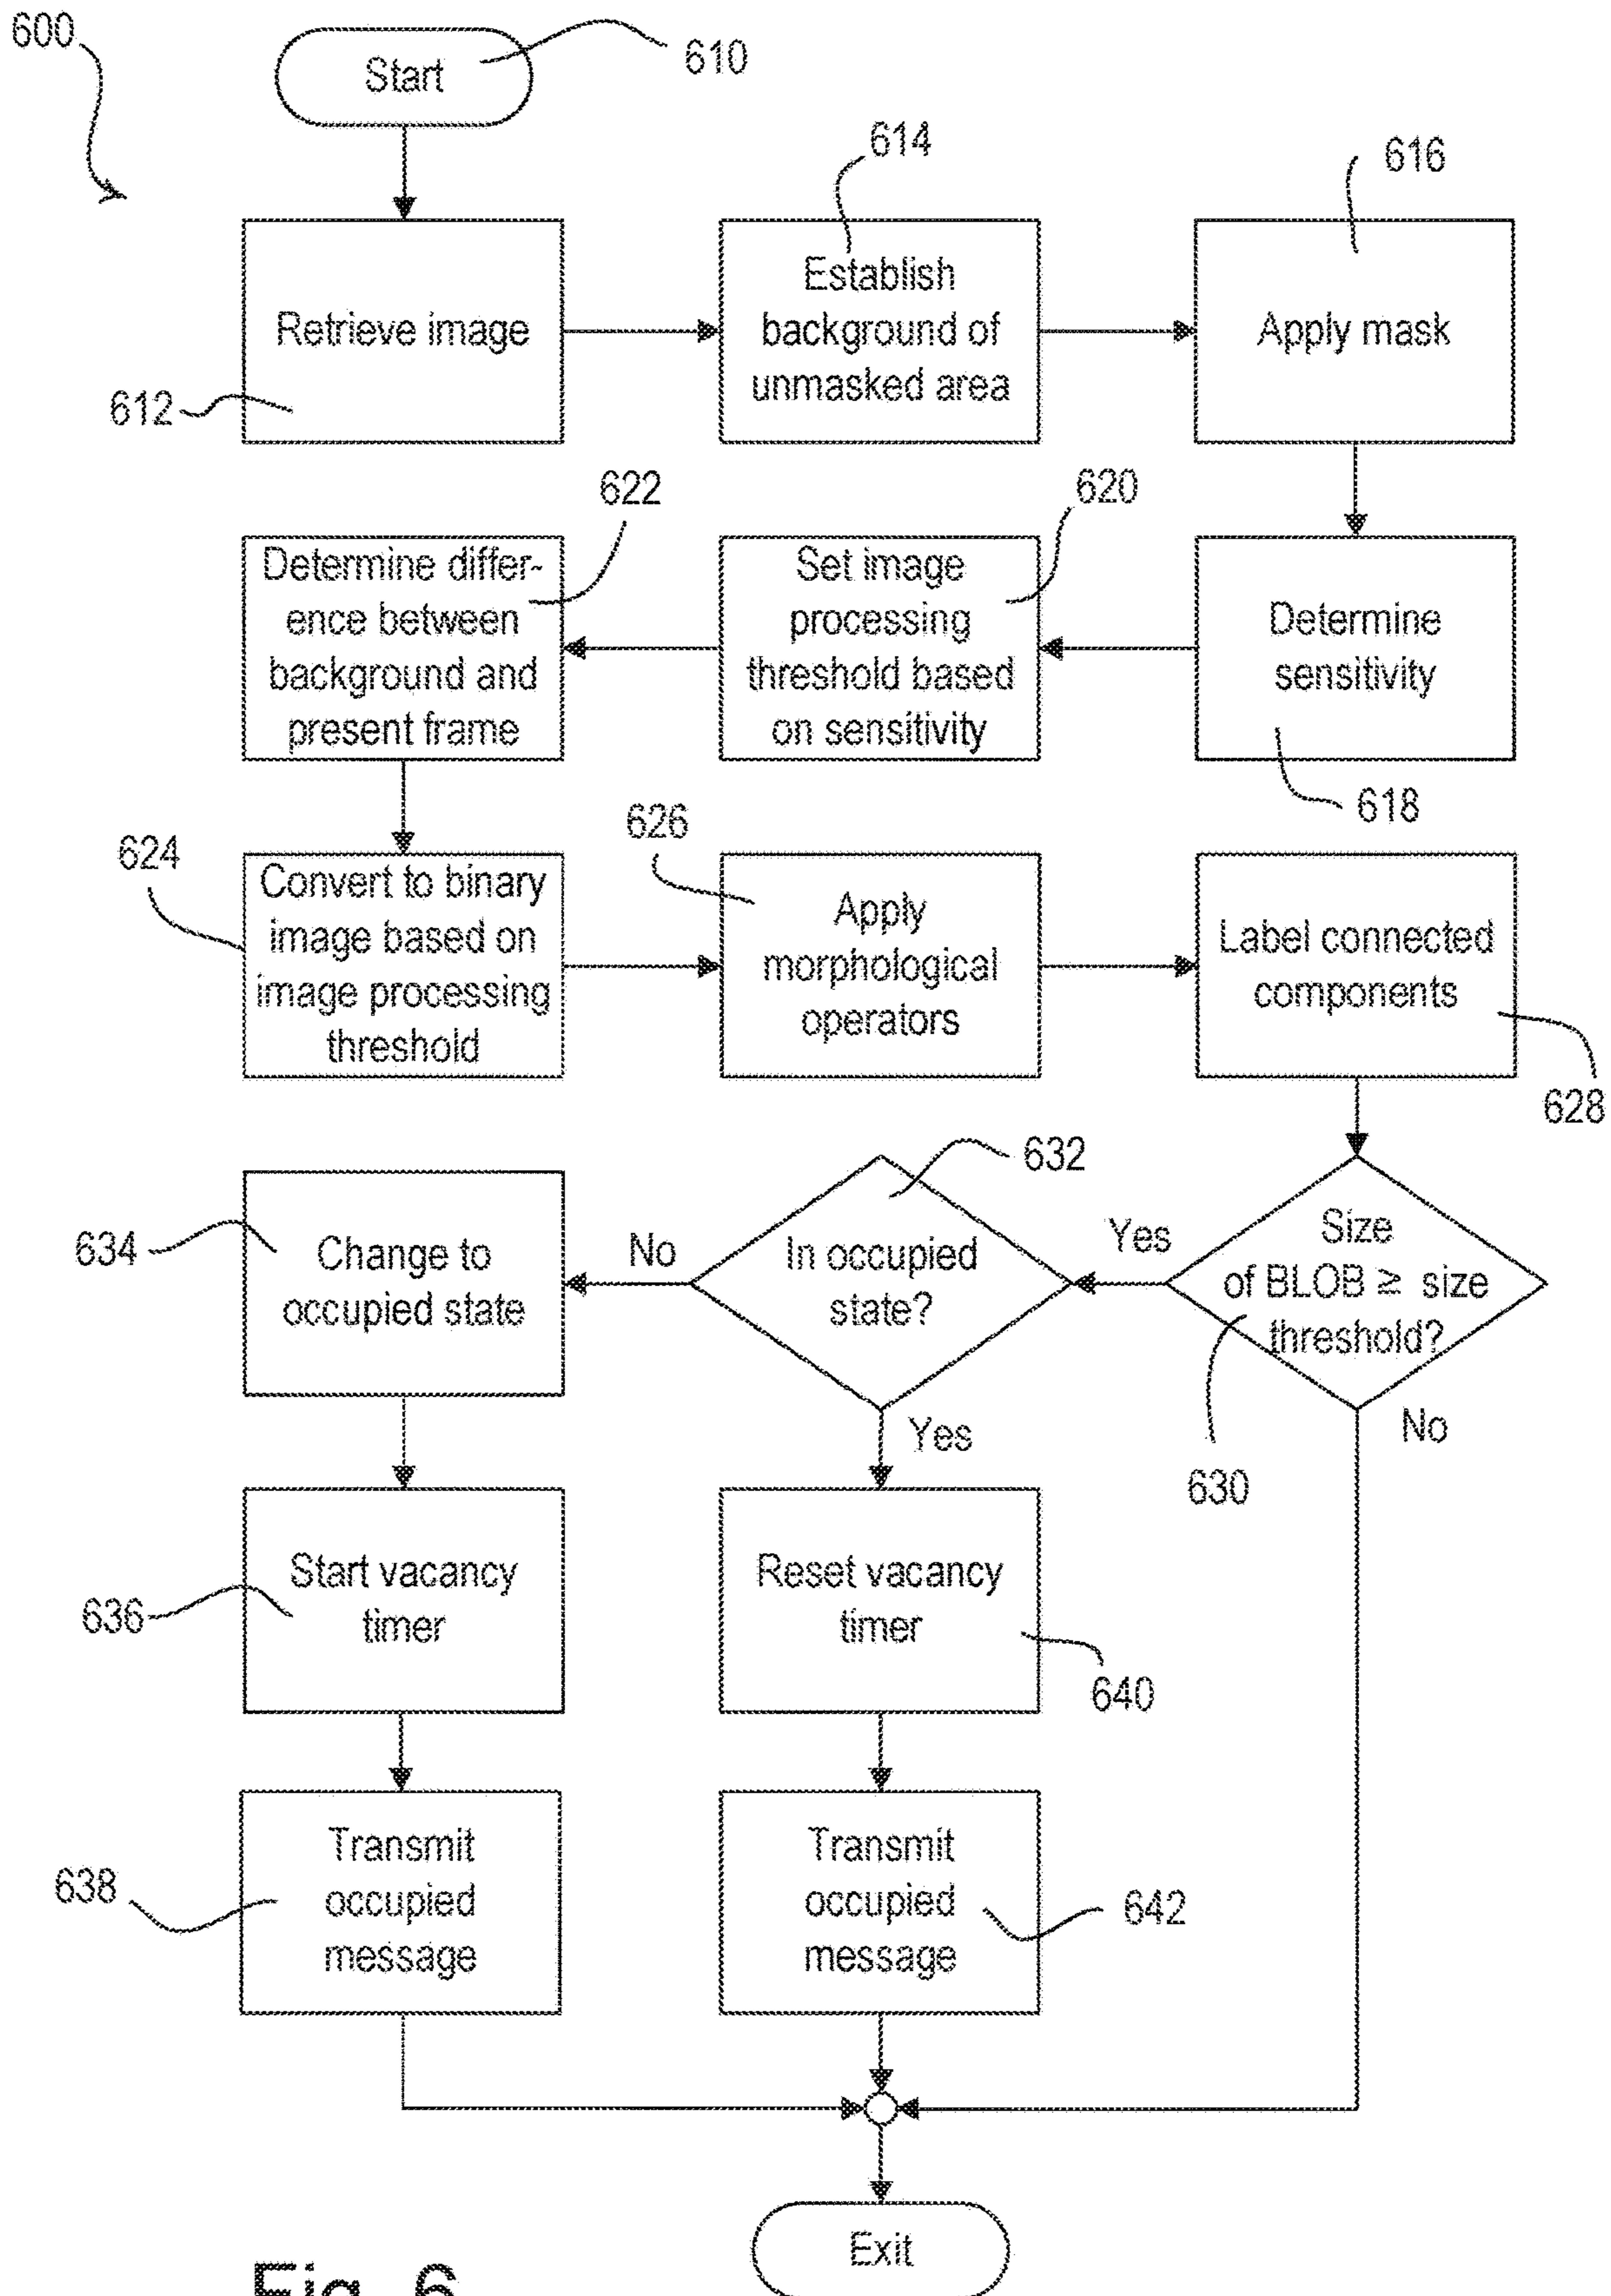 600
Start
610
614
616
Retrieve image
612
Establish
background of
unmasked area
Apply mask
622
620
Determine differ-
ence between
background and
present frame
Set image
processing
threshold based
on sensitivity
Determine
sensitivity
618
624
626
Convert to binary
image based on
image processing
threshold
Apply
morphological
operators
Label connected
components
628
632
634
Change to
occupied state
No
In occupied
state?
Yes
Size
of BLOB ≥ size
threshold?
630
No
Yes
636
Start vacancy
timer
Reset vacancy
timer
640
638
Transmit
occupied
message
Transmit
occupied
message
642
Exit
Fig. 6